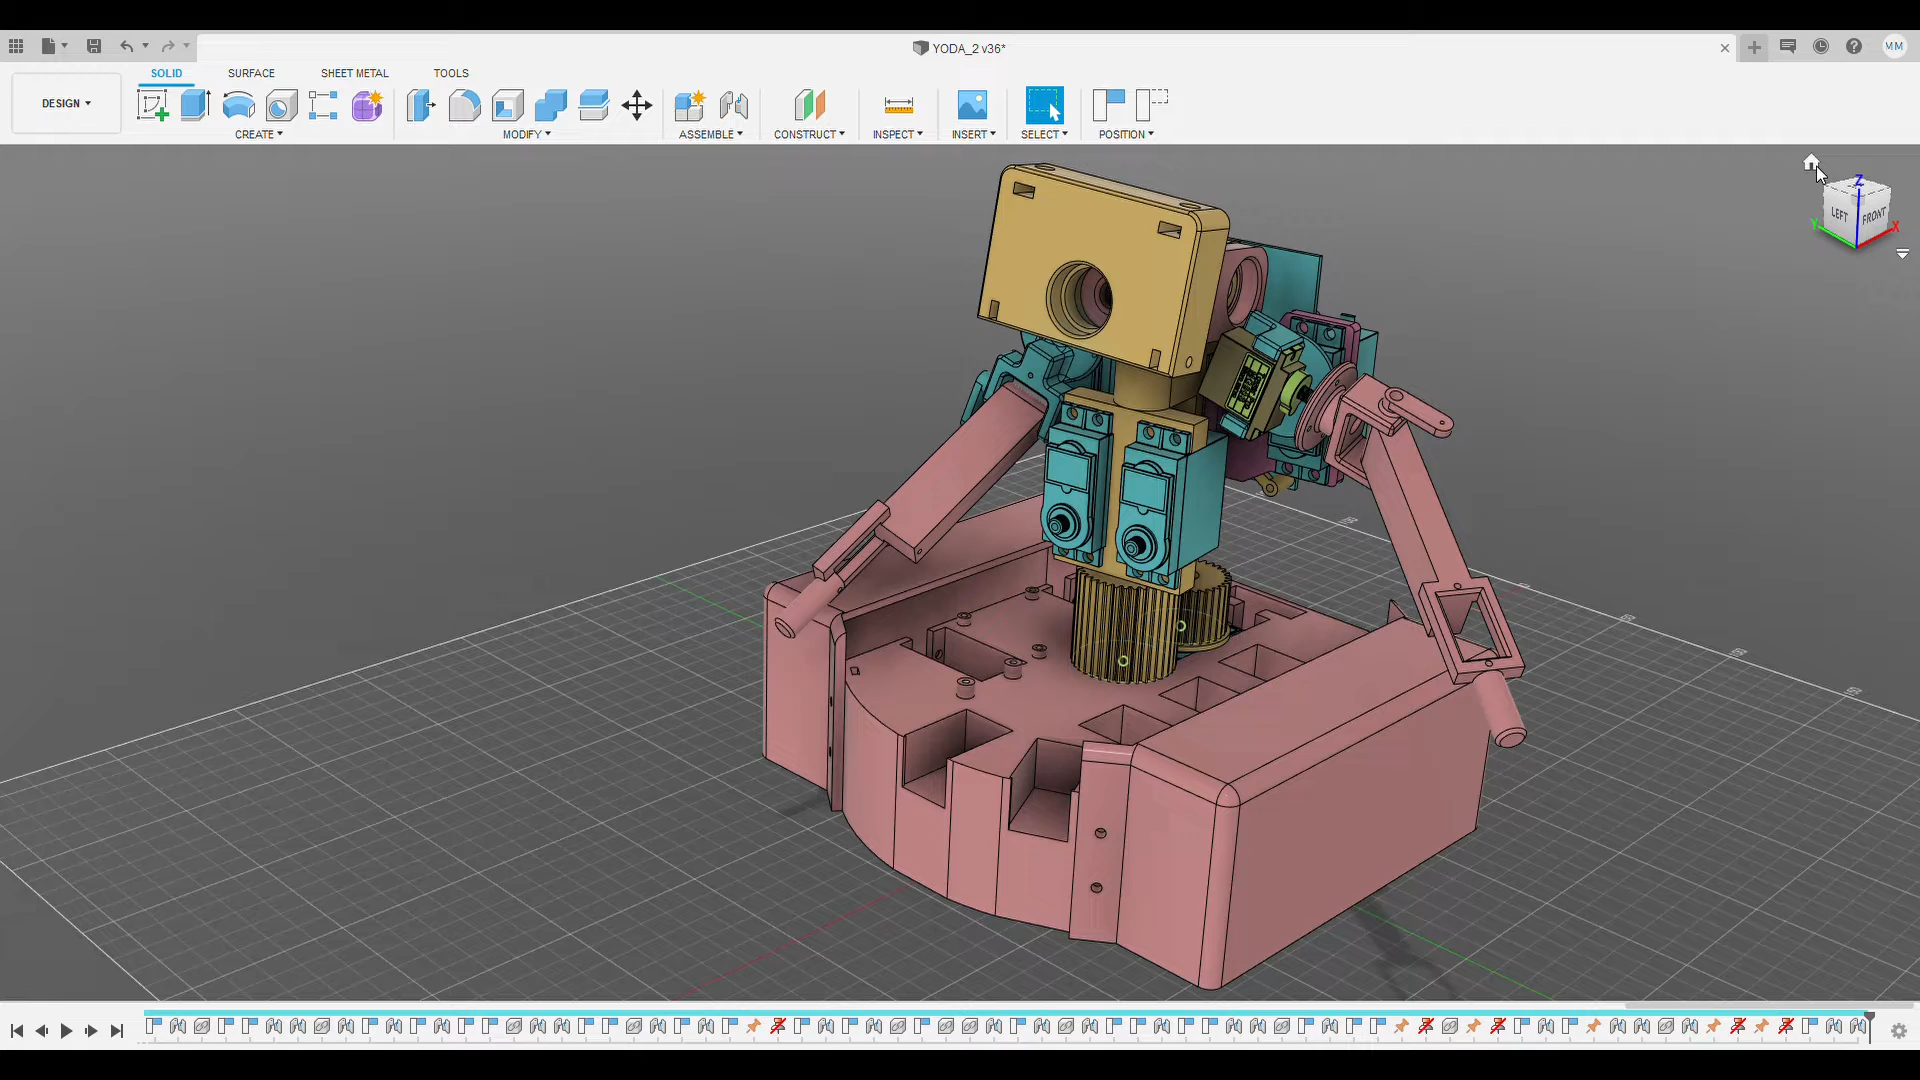 YODA_2 v36*
MM
SOLID SURFACE SHEET METAL TOOLS
DESIGN
CREATE MODIFY ASSEMBLE CONSTRUCT INSPECT INSERT SELECT POSITION
Z
LEFT FRONT
Y X